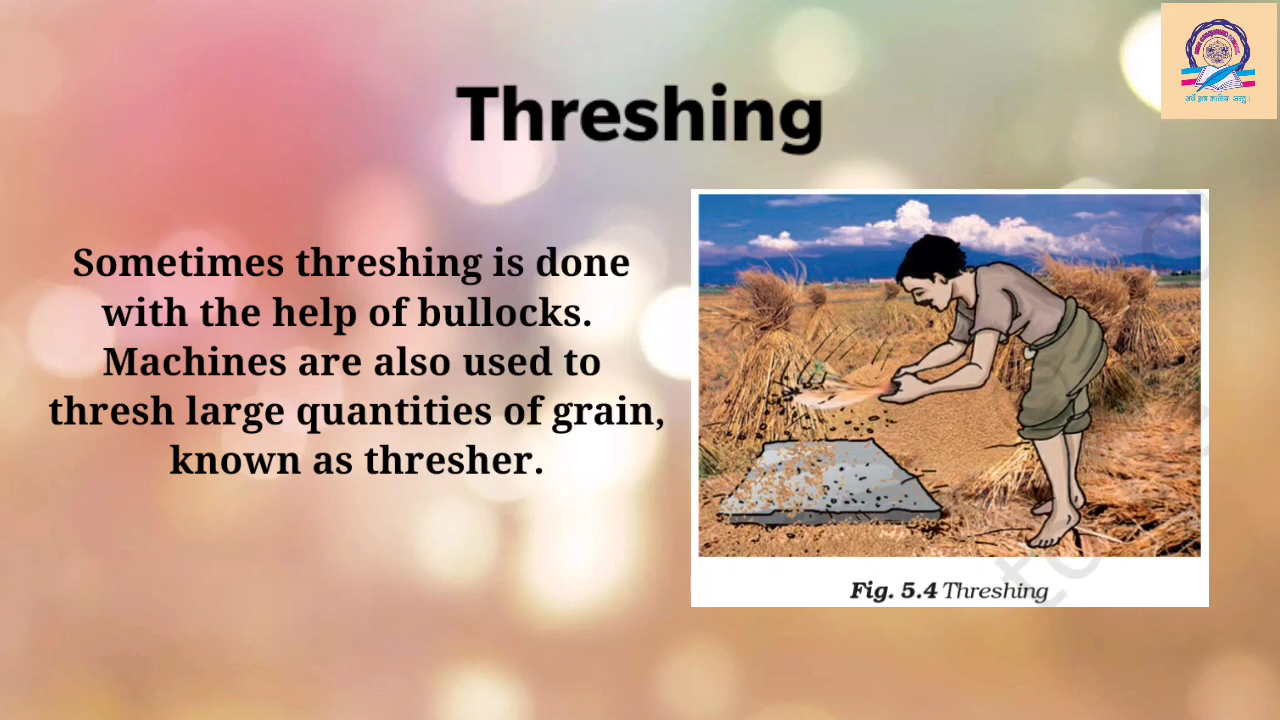 Threshing
Sometimes threshing is done
with the help of bullocks.
Machines are also used to
thresh large quantities of grain,
known as thresher.
Fig. 5.4 Threshing